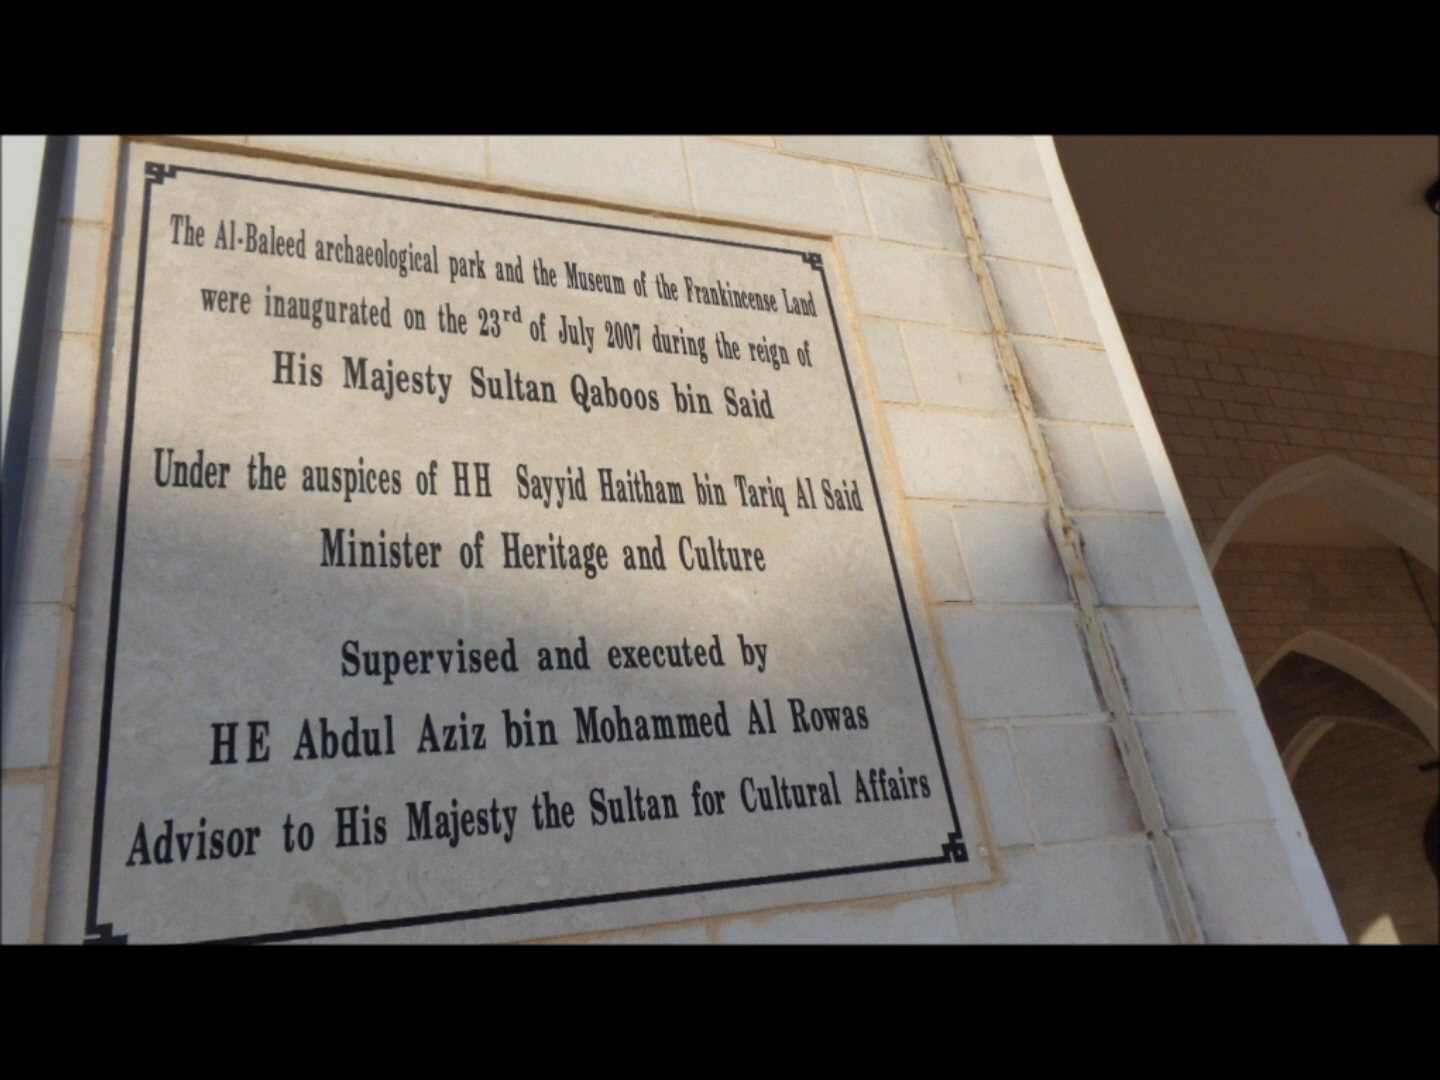 The Al-Baleed archaeological park and the Museum of the Frankincense Land
were inaugurated on the 23rd of July 2007 during the reign of
His Majesty Sultan Qaboos bin Said
Under the auspices of HH Sayyid Haitham bin Tariq Al Said
Minister of Heritage and Culture
Supervised and executed by
HE Abdul Aziz bin Mohammed Al Rowas
Advisor to His Majesty the Sultan for Cultural Affairs